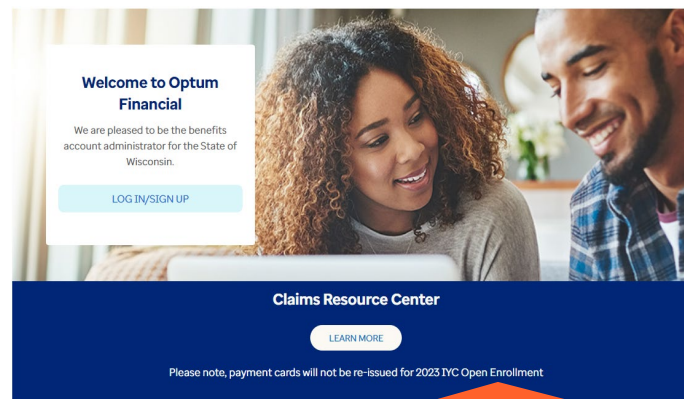 Welcome to Optum
Financial
We are pleased to be the benefits
account administrator for the State of
Wisconsin.
LOG IN/SIGN UP
Claims Resource Center
LEARN MORE
Please note, payment cards will not be re-issued for 2023 IYC Open Enrollment